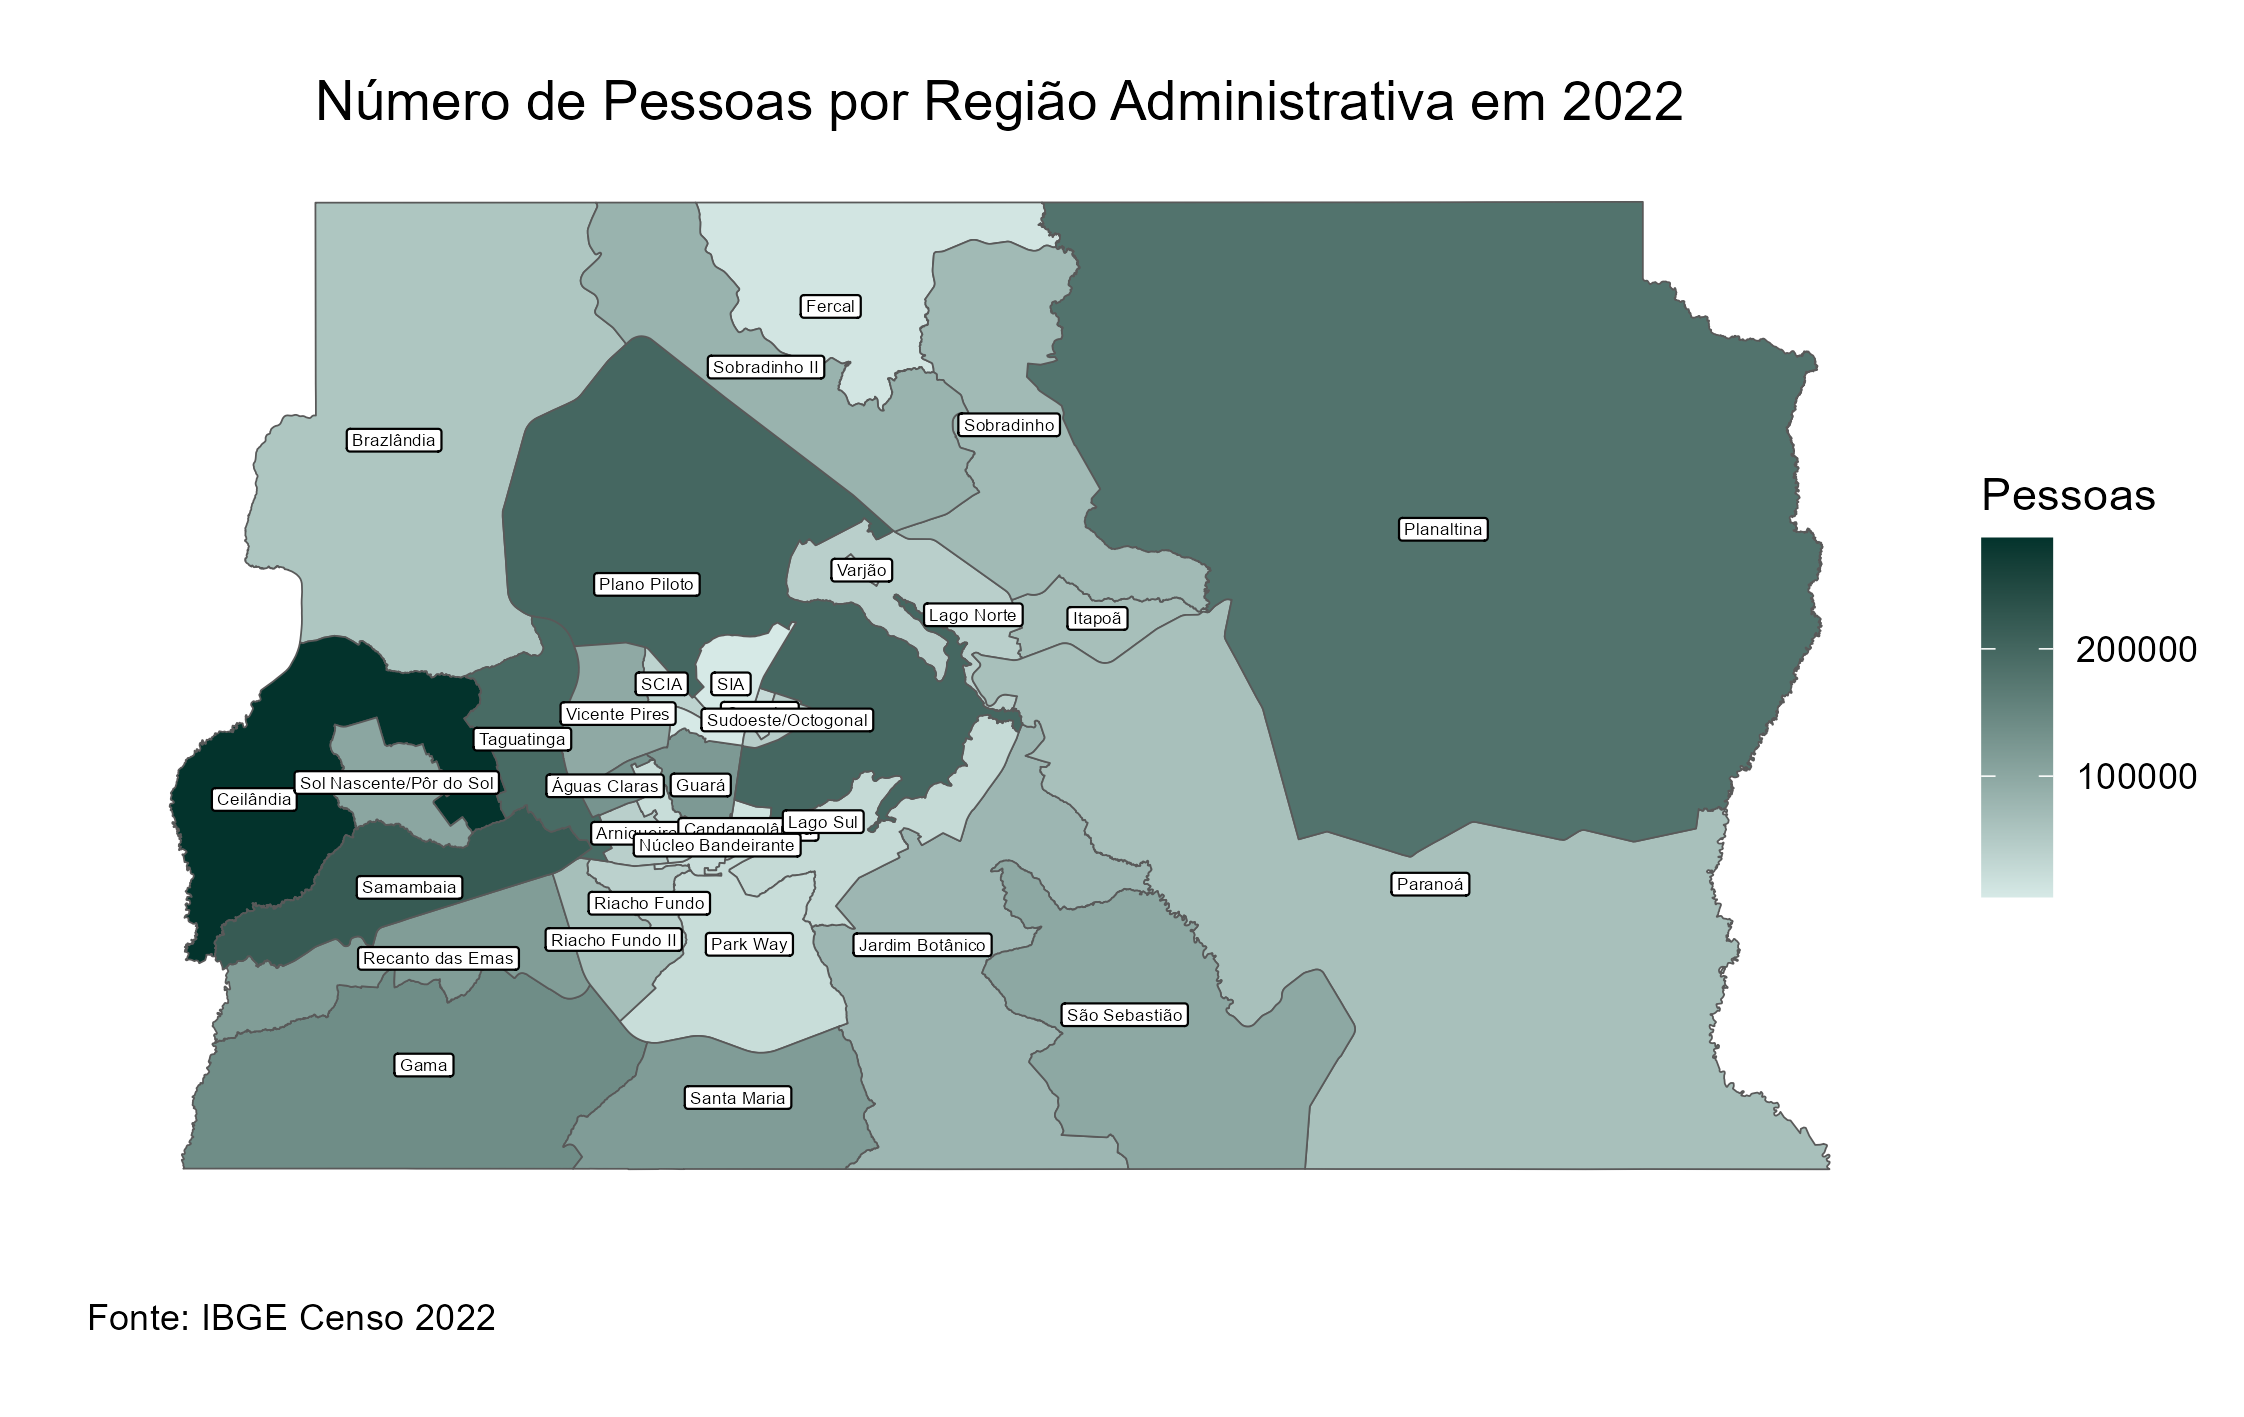 Número de Pessoas por Região Administrativa em 2022
Fercal
Sobradinho II
Sobradinho
Brazlândia
Planaltina
Varjão
Plano Piloto
Lago Norte
Itapoã
SCIA
SIA
Vicente Pires
Sudoeste/Octogonal
Taguatinga
Sol Nascente/Pôr do Sol
Águas Claras
Guará
Ceilândia
Lago Sul
Núcleo Bandeirante
Samambaia
Paranoá
Riacho Fundo
Riacho Fundo II
Park Way
Jardim Botânico
Recanto das Emas
São Sebastião
Gama
Santa Maria
Pessoas
200000
100000
Fonte: IBGE Censo 2022